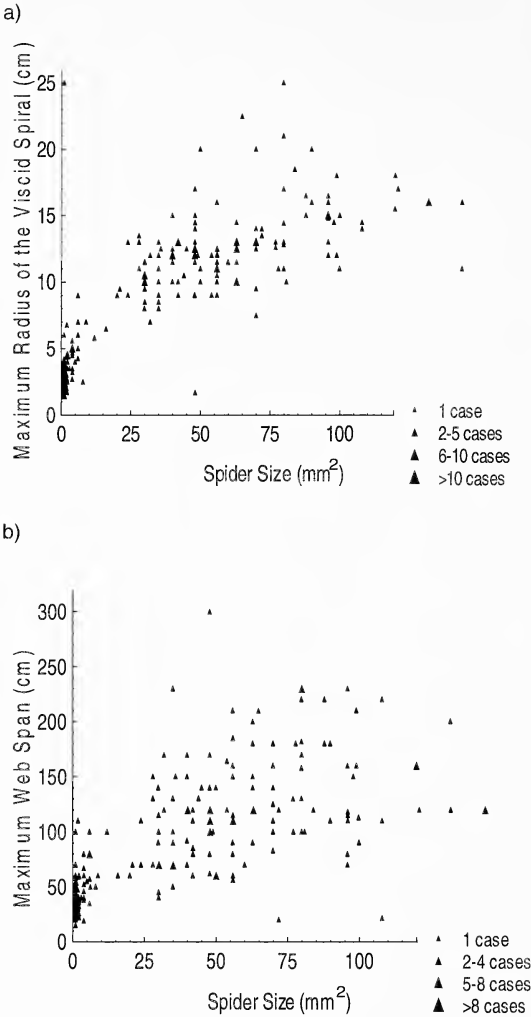 a)
Maximum Radius of the Viscid Spiral (cm)
25
20
15
10
5
0
0 25 50 75 100
Spider Size (mm²)
1 case
2-5 cases
6-10 cases
>10 cases
b)
Maximum Web Span (cm)
300
250
200
150
100
50
0
0 25 50 75 100
Spider Size (mm²)
1 case
2-4 cases
5-8 cases
>8 cases